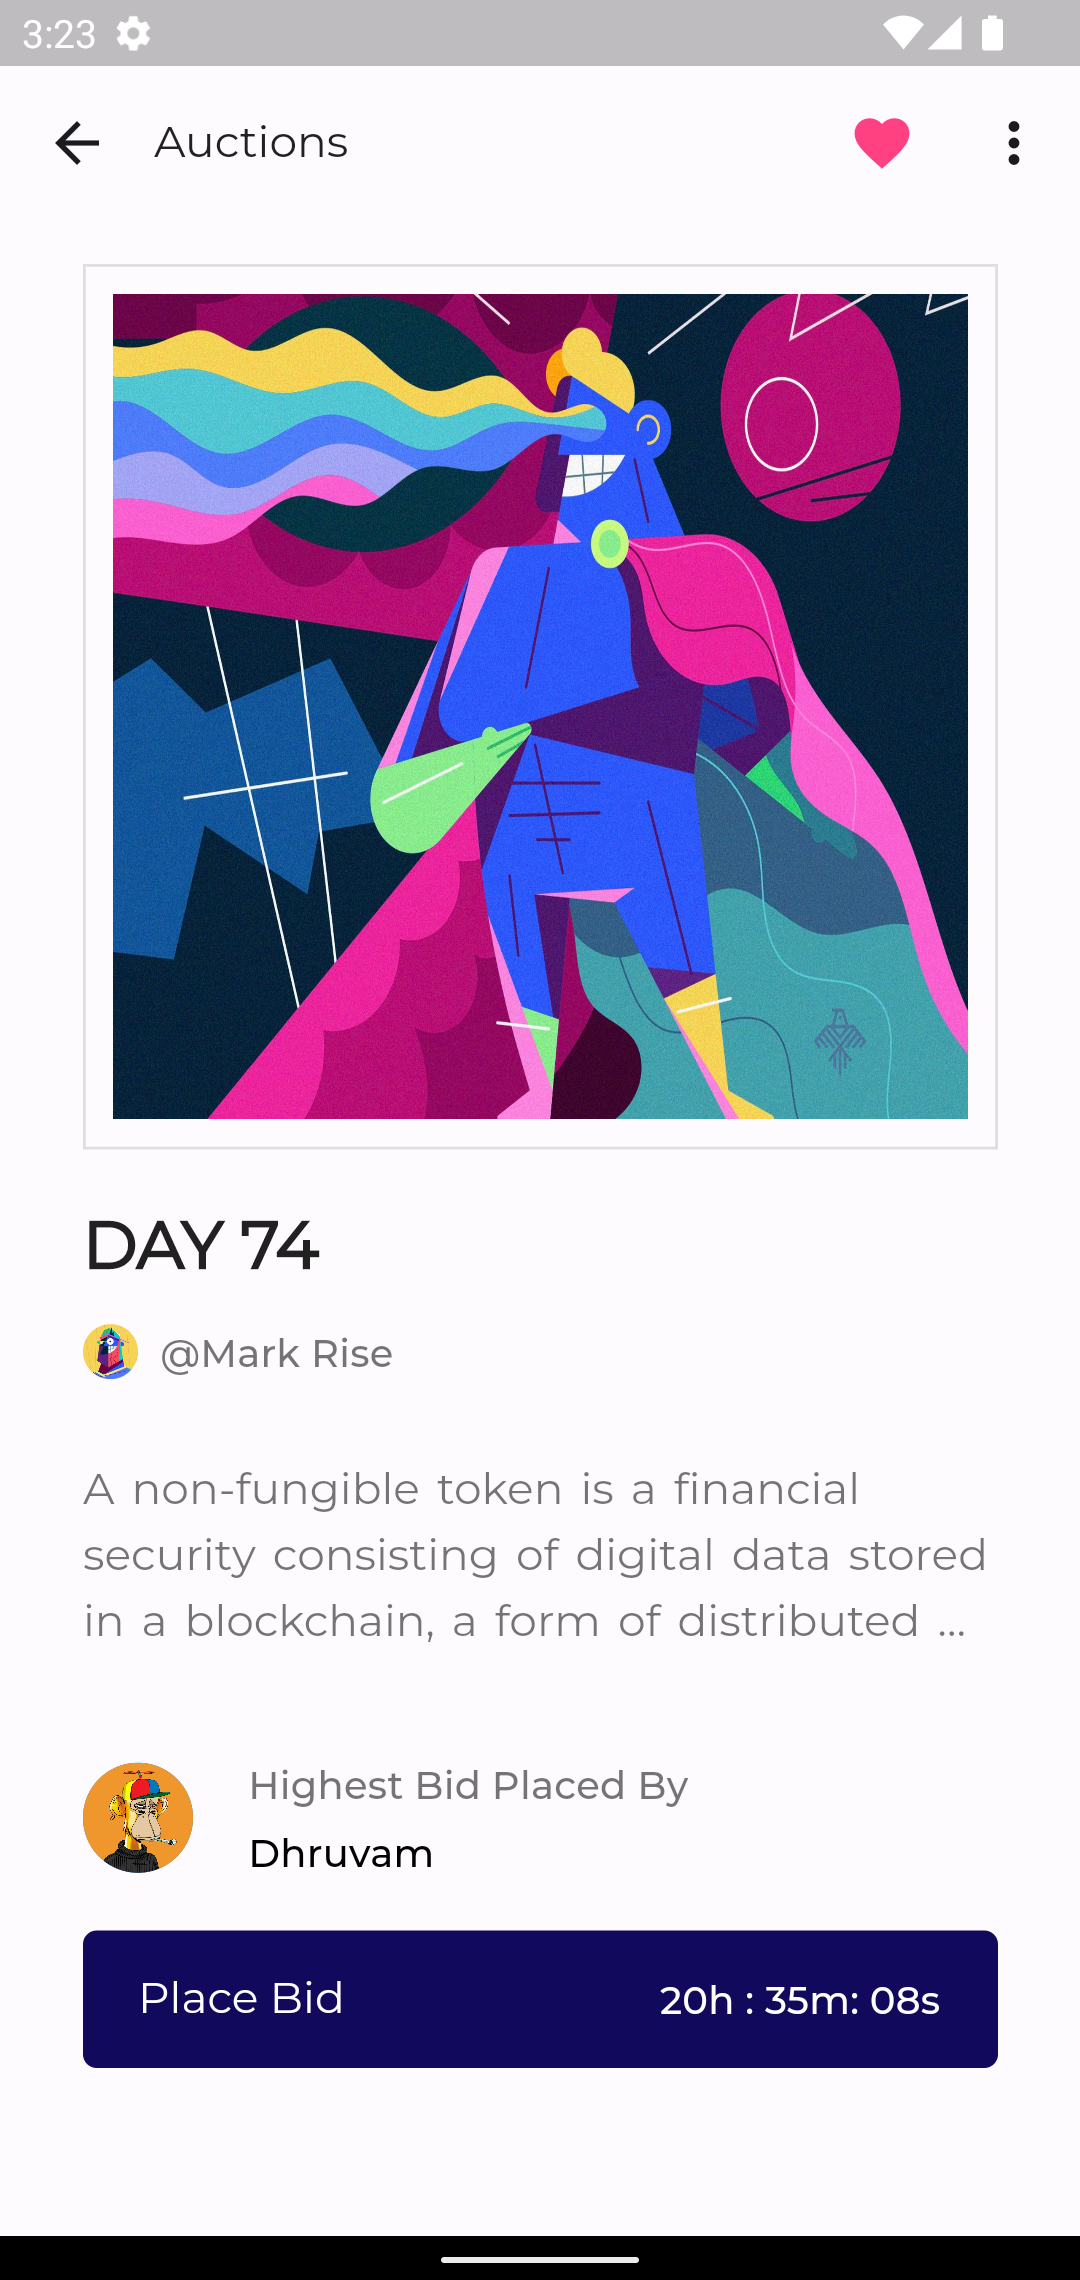 3:23
Auctions
DAY 74
@Mark Rise
A non-fungible token is a financial
security consisting of digital data stored
in a blockchain, a form of distributed ...
Highest Bid Placed By
Dhruvam
Place Bid
20h : 35m: 08s